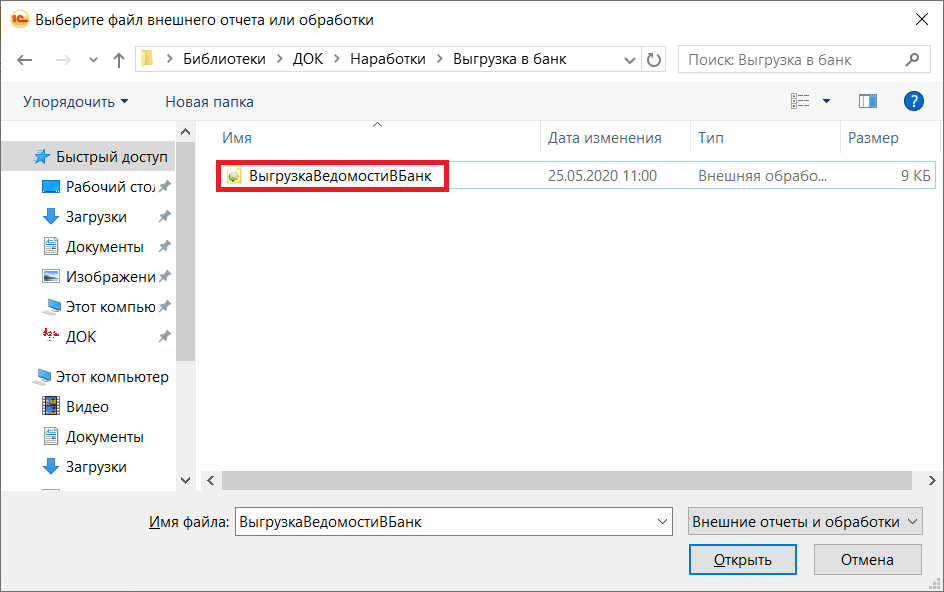 Выберите файл внешнего отчета или обработки
Библиотеки ДОК Наработки Выгрузка в банк
Поиск: Выгрузка в банк
Упорядочить Новая папка
Имя Дата изменения Тип Размер
ВыгрузкаВедомостиВБанк 25.05.2020 11:00 Внешняя обрабо... 9 КБ
Быстрый доступ
Рабочий сто
Загрузки
Документы
Изображени
Этот компью
ДОК
Этот компьютер
Видео
Документы
Загрузки
Имя файла: ВыгрузкаВедомостиВБанк Внешние отчеты и обработки
Открыть Отмена